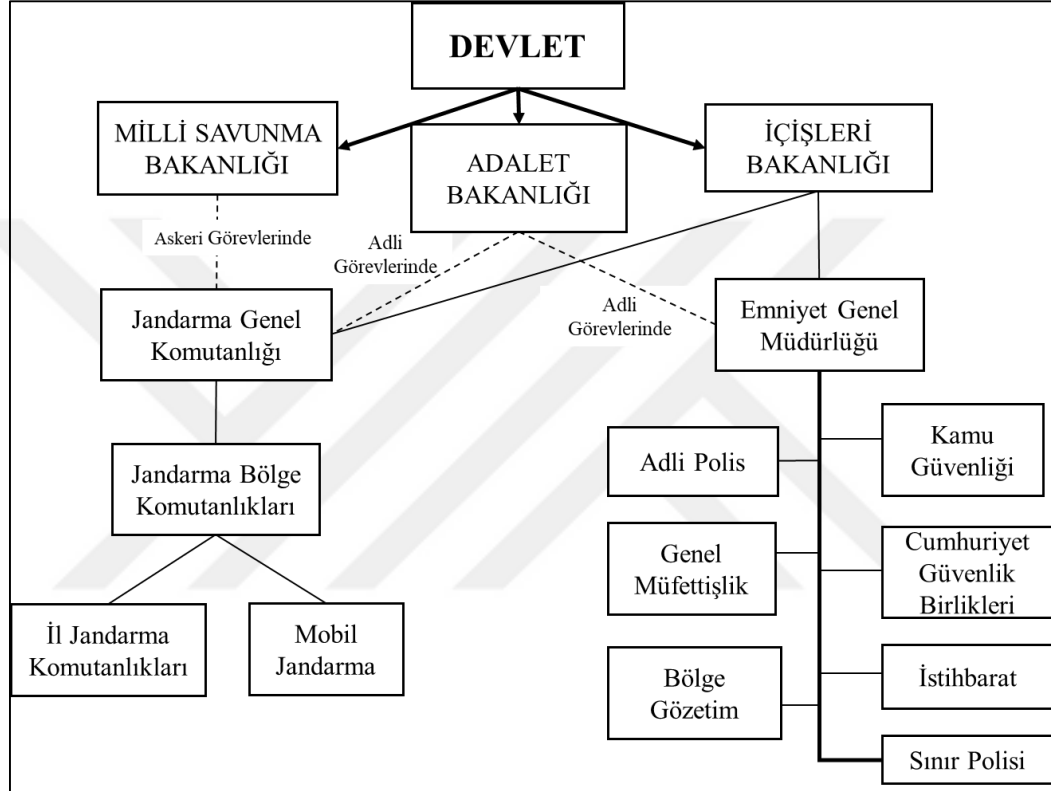 DEVLET
MİLLİ SAVUNMA
BAKANLIĞI
ADALET
BAKANLIĞI
İÇİŞLERİ
BAKANLIĞI
Askeri Görevlerinde
Adli
Görevlerinde
Adli
Görevlerinde
Jandarma Genel
Komutanlığı
Emniyet Genel
Müdürlüğü
Jandarma Bölge
Komutanlıkları
Adli Polis
Kamu
Güvenliği
Genel
Müfettişlik
Cumhuriyet
Güvenlik
Birlikleri
İl Jandarma
Komutanlıkları
Mobil
Jandarma
Bölge
Gözetim
İstihbarat
Sınır Polisi